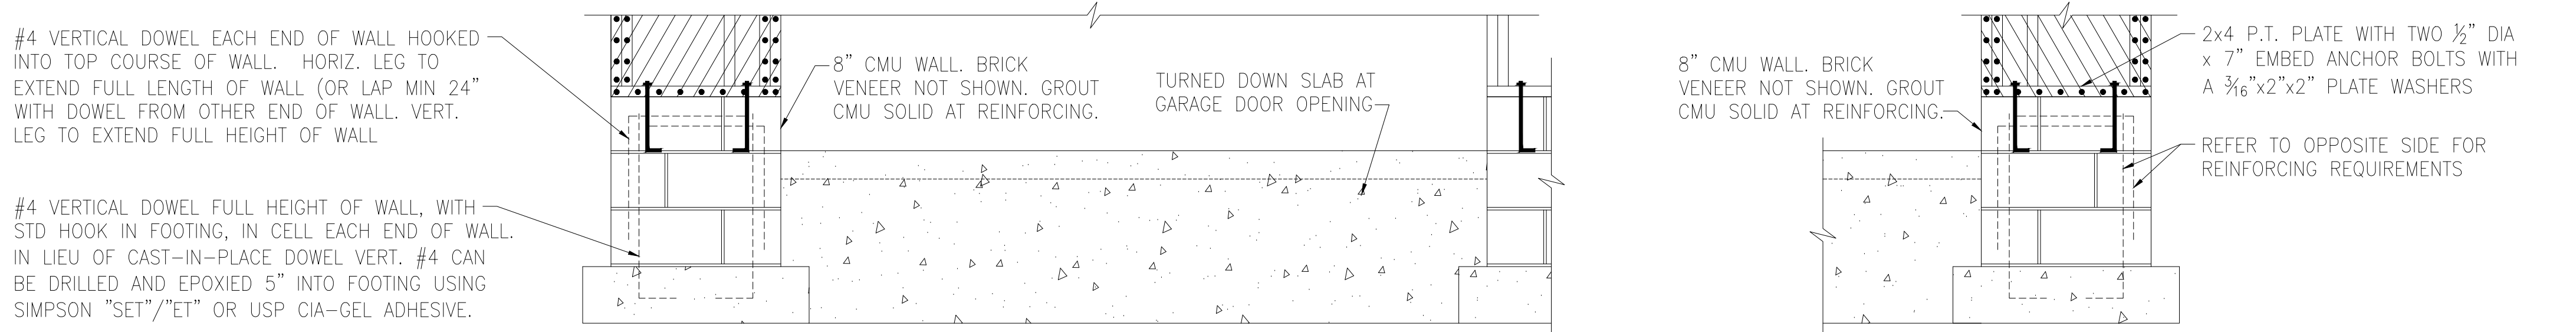 #4 VERTICAL DOWEL EACH END OF WALL HOOKED
INTO TOP COURSE OF WALL. HORIZ. LEG TO
EXTEND FULL LENGTH OF WALL (OR LAP MIN 24"
WITH DOWEL FROM OTHER END OF WALL. VERT.
LEG TO EXTEND FULL HEIGHT OF WALL
#4 VERTICAL DOWEL FULL HEIGHT OF WALL, WITH
STD HOOK IN FOOTING, IN CELL EACH END OF WALL.
IN LIEU OF CAST-IN-PLACE DOWEL VERT. #4 CAN
BE DRILLED AND EPOXIED 5" INTO FOOTING USING
SIMPSON "SET"/"ET" OR USP CIA-GEL ADHESIVE.
8" CMU WALL. BRICK
VENEER NOT SHOWN. GROUT
CMU SOLID AT REINFORCING.
TURNED DOWN SLAB AT
GARAGE DOOR OPENING
8" CMU WALL. BRICK
VENEER NOT SHOWN. GROUT
CMU SOLID AT REINFORCING.
2x4 P.T. PLATE WITH TWO ½" DIA
x 7" EMBED ANCHOR BOLTS WITH
A 3/16"x2"x2" PLATE WASHERS
REFER TO OPPOSITE SIDE FOR
REINFORCING REQUIREMENTS